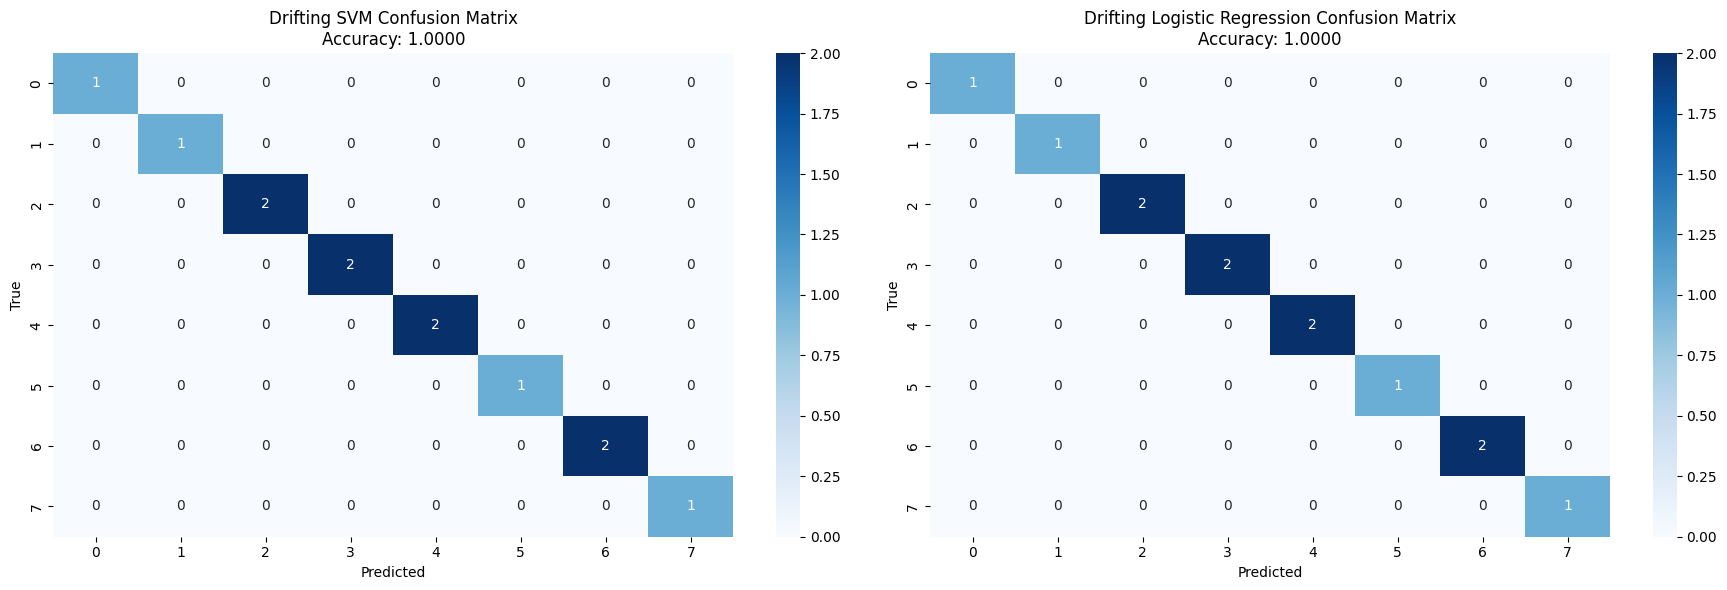 Drifting SVM Confusion Matrix
Accuracy: 1.0000
True
0 1 0 0 0 0 0 0 0
1 0 1 0 0 0 0 0 0
2 0 0 2 0 0 0 0 0
3 0 0 0 2 0 0 0 0
4 0 0 0 0 2 0 0 0
5 0 0 0 0 0 1 0 0
6 0 0 0 0 0 0 2 0
7 0 0 0 0 0 0 0 1
0 1 2 3 4 5 6 7
Predicted
2.00
1.75
1.50
1.25
1.00
0.75
0.50
0.25
0.00
Drifting Logistic Regression Confusion Matrix
Accuracy: 1.0000
True
0 1 0 0 0 0 0 0 0
1 0 1 0 0 0 0 0 0
2 0 0 2 0 0 0 0 0
3 0 0 0 2 0 0 0 0
4 0 0 0 0 2 0 0 0
5 0 0 0 0 0 1 0 0
6 0 0 0 0 0 0 2 0
7 0 0 0 0 0 0 0 1
0 1 2 3 4 5 6 7
Predicted
2.00
1.75
1.50
1.25
1.00
0.75
0.50
0.25
0.00